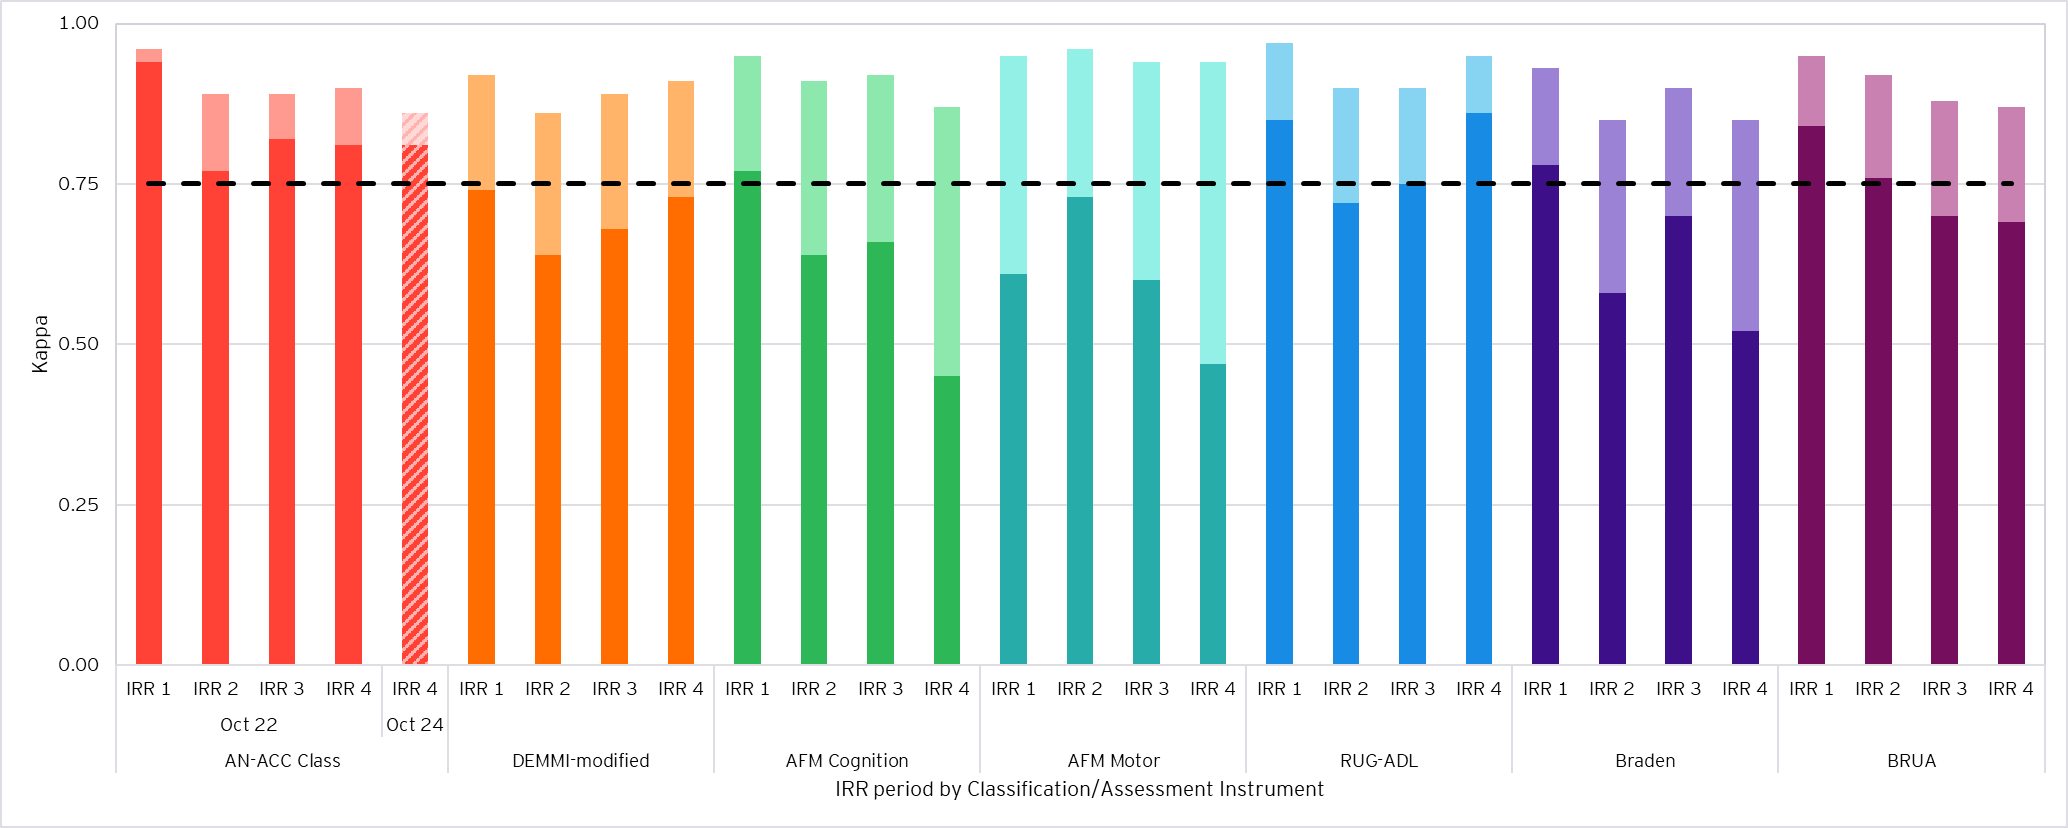 1.00
0.75
0.50
0.25
0.00
Kappa
IRR 1 IRR 2 IRR 3 IRR 4 IRR 4 IRR 1 IRR 2 IRR 3 IRR 4 IRR 1 IRR 2 IRR 3 IRR 4 IRR 1 IRR 2 IRR 3 IRR 4 IRR 1 IRR 2 IRR 3 IRR 4 IRR 1 IRR 2 IRR 3 IRR 4 IRR 1 IRR 2 IRR 3 IRR 4
Oct 22 Oct 24
AN-ACC Class DEMMI-modified AFM Cognition AFM Motor RUG-ADL Braden BRUA
IRR period by Classification/Assessment Instrument